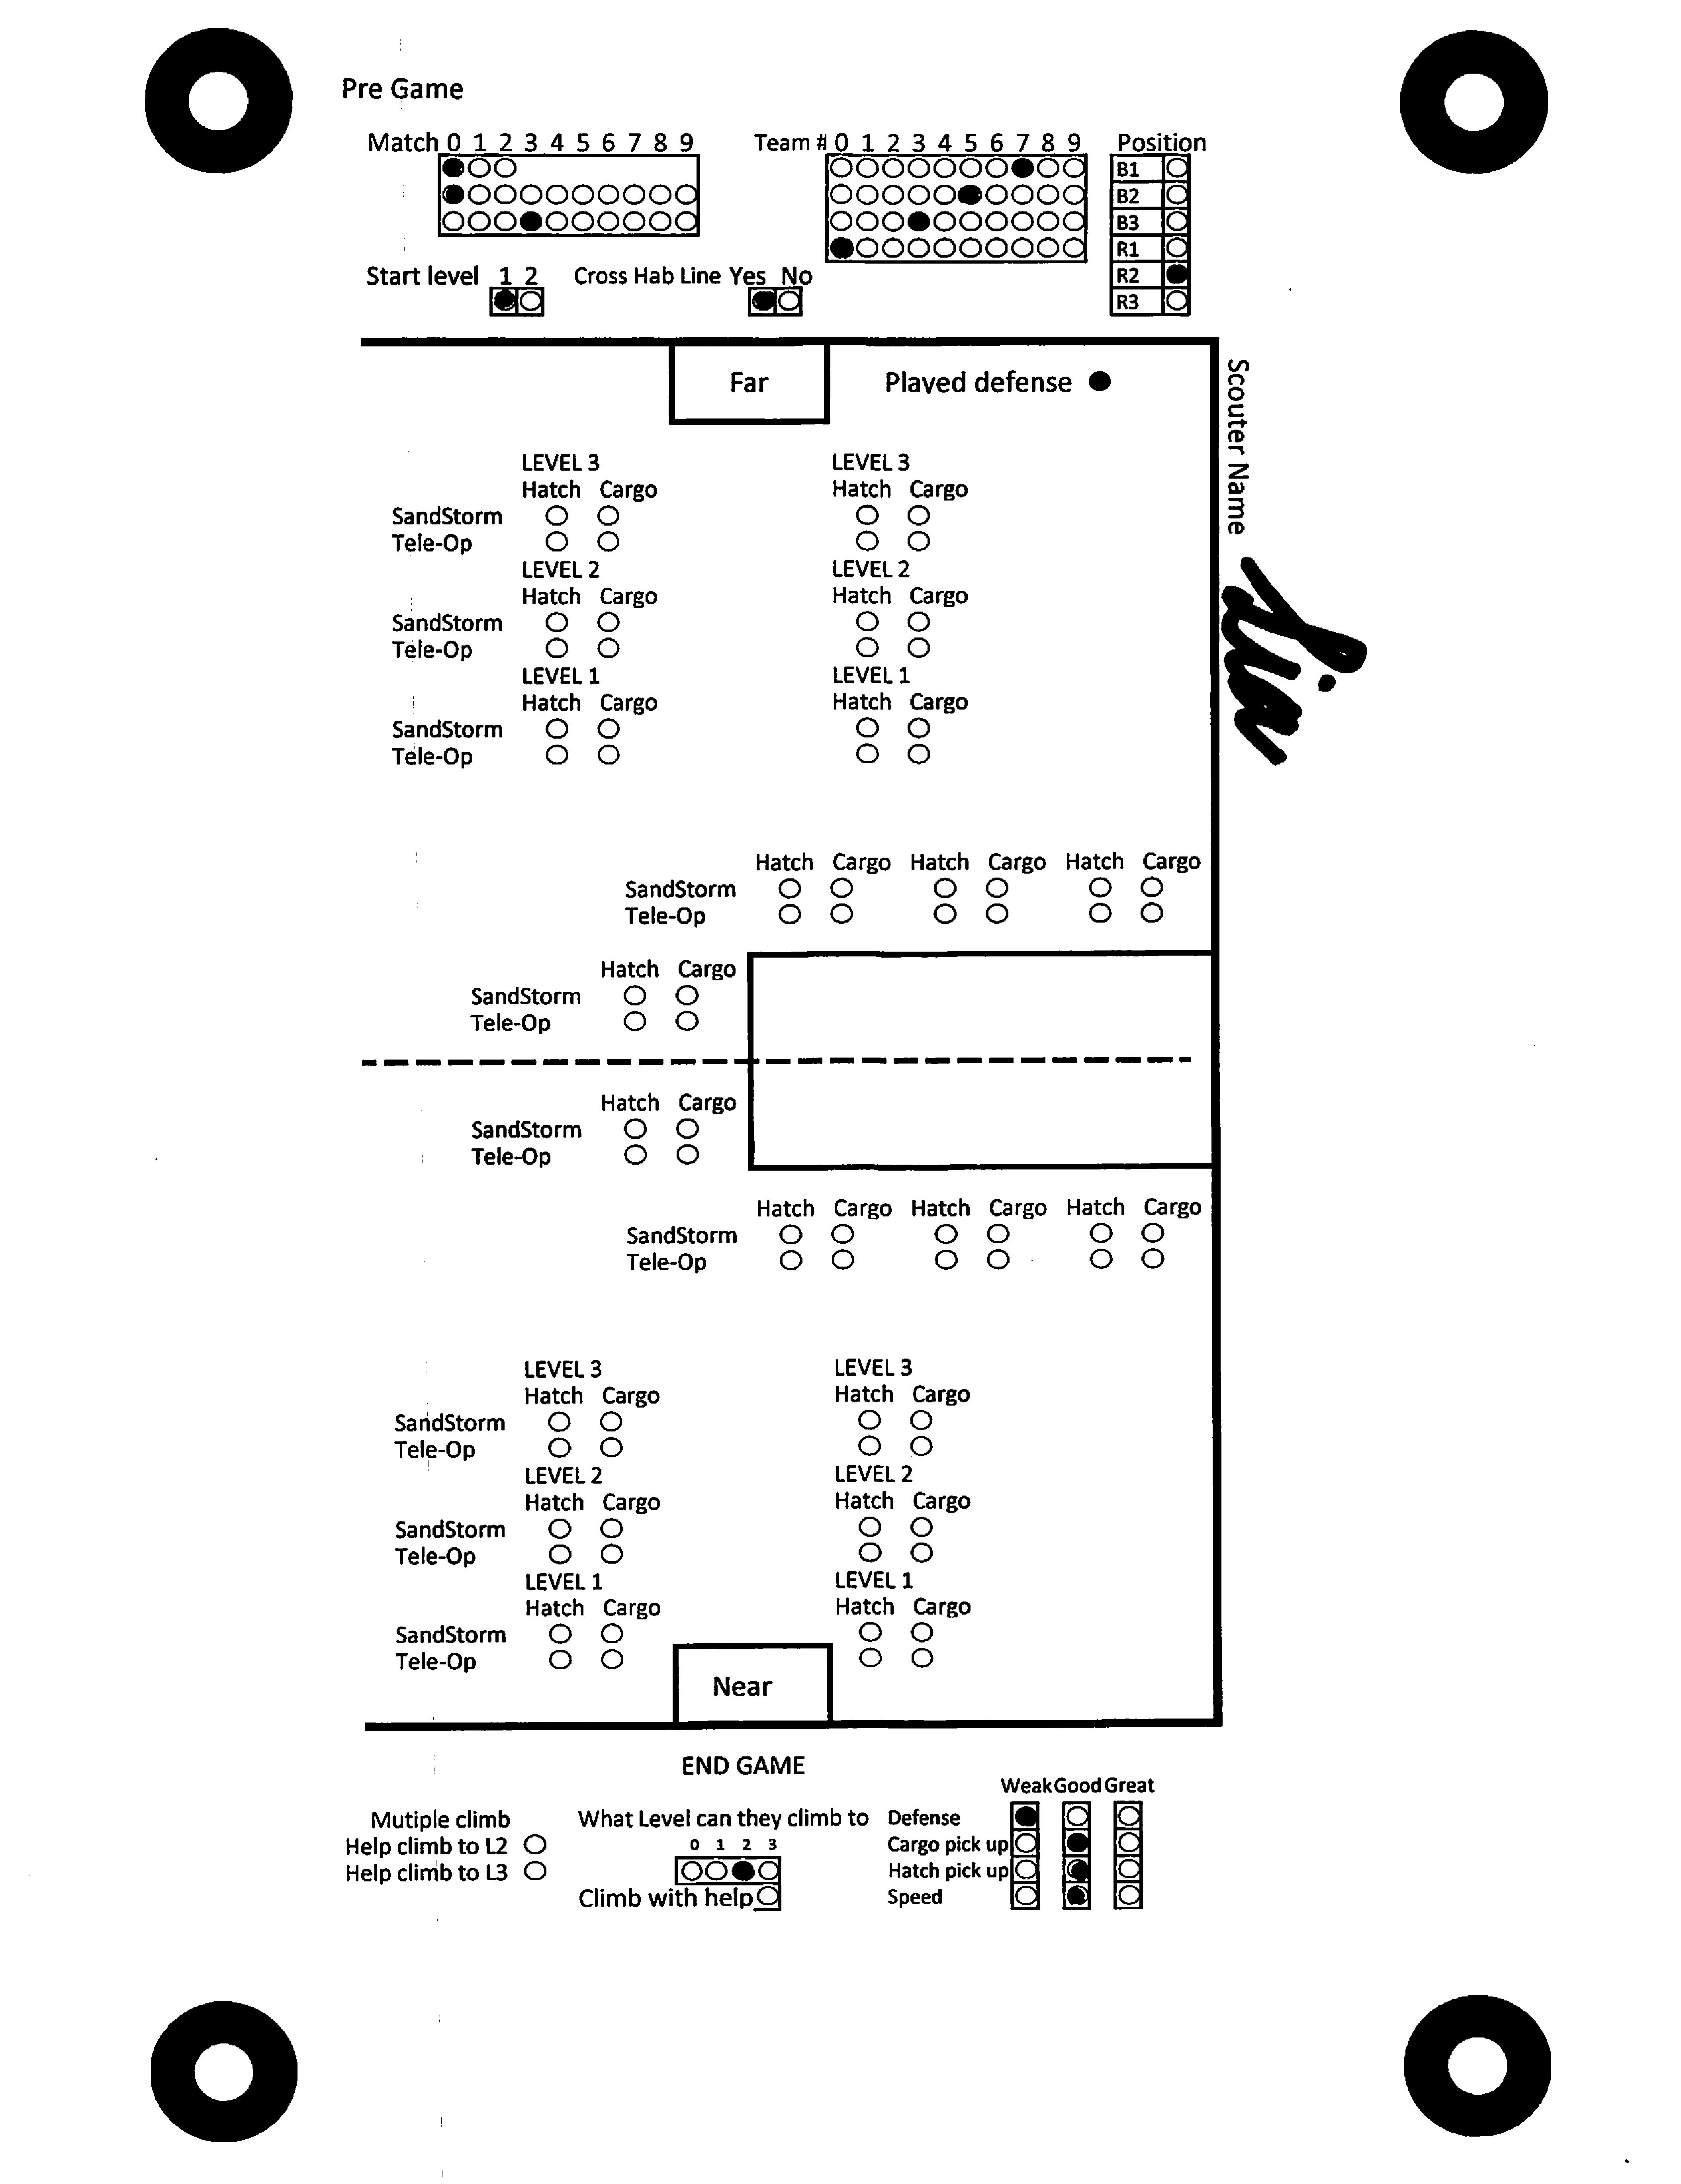 Pre Game
Match 0 1 2 3 4 5 6 7 8 9
Team # 0 1 2 3 4 5 6 7 8 9
Position
B1
B2
B3
R1
R2
R3
Start level 1 2
Cross Hab Line Yes No
Far
Played defense
Scouter Name
LEVEL 3 LEVEL 3
Hatch Cargo Hatch Cargo
SandStorm
Tele-Op
LEVEL 2 LEVEL 2
Hatch Cargo Hatch Cargo
SandStorm
Tele-Op
LEVEL 1 LEVEL 1
Hatch Cargo Hatch Cargo
SandStorm
Tele-Op
Hatch Cargo Hatch Cargo Hatch Cargo
SandStorm
Tele-Op
Hatch Cargo
SandStorm
Tele-Op
Hatch Cargo
SandStorm
Tele-Op
Hatch Cargo Hatch Cargo Hatch Cargo
SandStorm
Tele-Op
LEVEL 3 LEVEL 3
Hatch Cargo Hatch Cargo
SandStorm
Tele-Op
LEVEL 2 LEVEL 2
Hatch Cargo Hatch Cargo
SandStorm
Tele-Op
LEVEL 1 LEVEL 1
Hatch Cargo Hatch Cargo
SandStorm
Tele-Op
Near
END GAME
Mutiple climb
Help climb to L2
Help climb to L3
What Level can they climb to
0 1 2 3
Climb with help
Weak Good Great
Defense
Cargo pick up
Hatch pick up
Speed